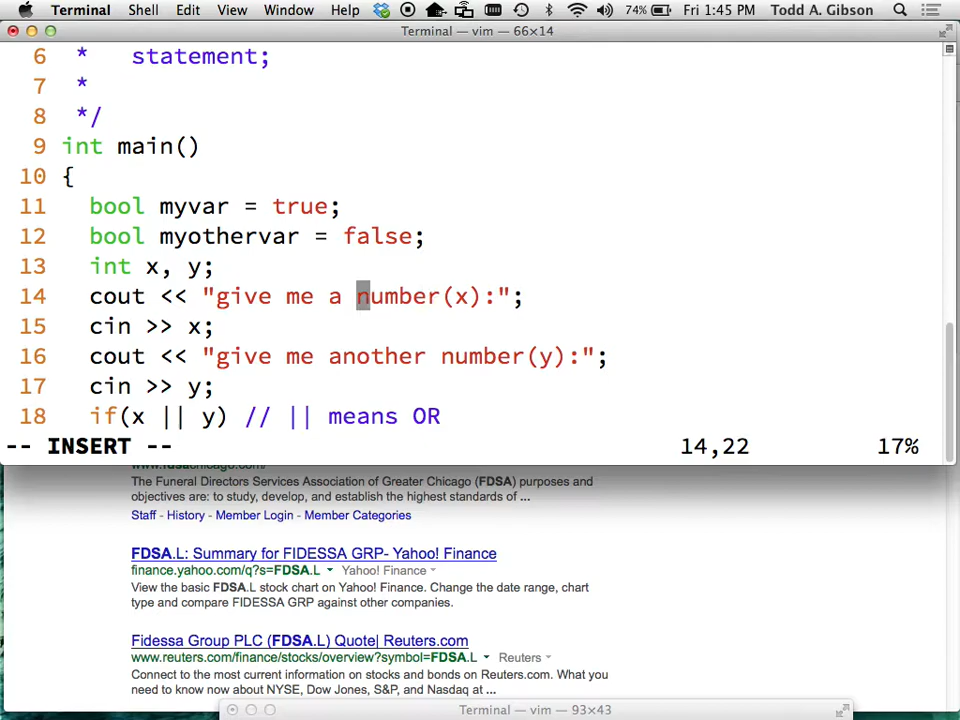 Terminal Shell Edit View Window Help 74% Fri 1:45 PM Todd A. Gibson
Terminal — vim — 66×14
6 * statement;
7 *
8 */
9 int main()
10 {
11 bool myvar = true;
12 bool myothervar = false;
13 int x, y;
14 cout << "give me a number(x):";
15 cin >> x;
16 cout << "give me another number(y):";
17 cin >> y;
18 if(x || y) // || means OR
-- INSERT -- 14,22 17%
www.fdsachicago.com/
The Funeral Directors Services Association of Greater Chicago (FDSA) purposes and
objectives are: to study, develop, and establish the highest standards of ...
Staff - History - Member Login - Member Categories
FDSA.L: Summary for FIDESSA GRP- Yahoo! Finance
finance.yahoo.com/q?s=FDSA.L Yahoo! Finance
View the basic FDSA.L stock chart on Yahoo! Finance. Change the date range, chart
type and compare FIDESSA GRP against other companies.
Fidessa Group PLC (FDSA.L) Quote| Reuters.com
www.reuters.com/finance/stocks/overview?symbol=FDSA.L Reuters
Connect to the most current information on stocks and bonds on Reuters.com. What you
need to know now about NYSE, Dow Jones, S&P, and Nasdaq at ...
Terminal — vim — 93×43